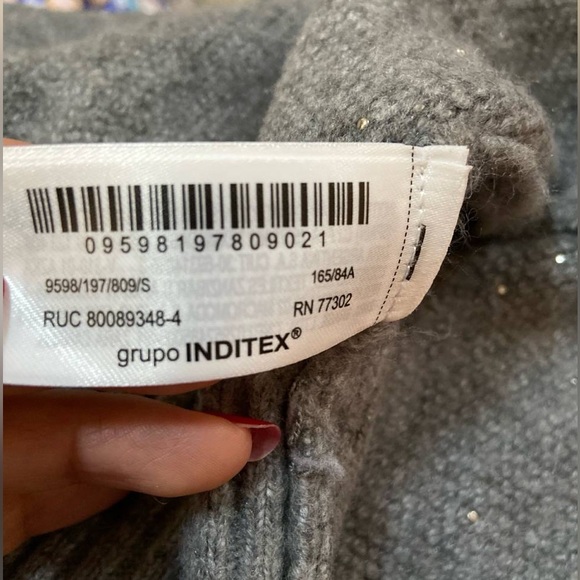 09598197809021
9598/197/809/S 165/84A
RUC 80089348-4 RN 77302
grupo INDITEX®